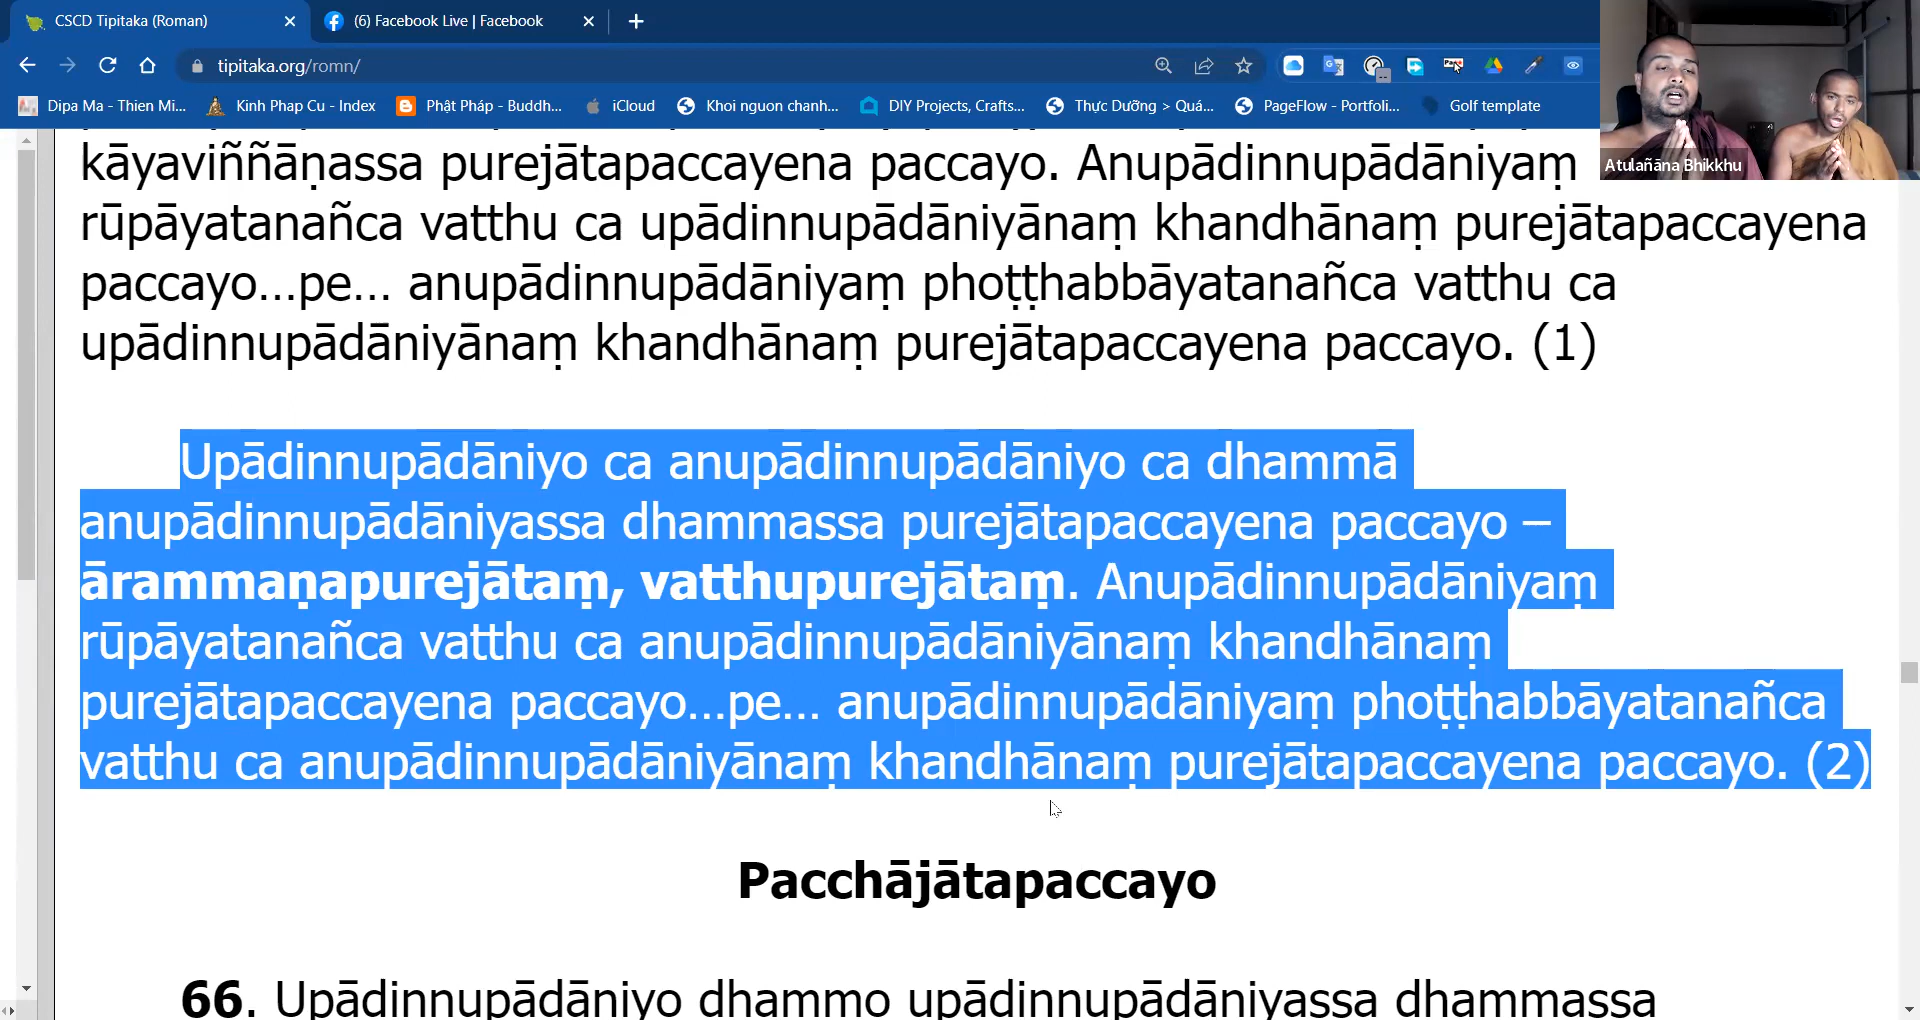 CSCD Tipitaka (Roman)
(6) Facebook Live | Facebook
tipitaka.org/romn/
Dipa Ma - Thien Mi...
Kinh Phap Cu - Index
Phật Pháp - Buddh...
iCloud
Khoi nguon chanh...
DIY Projects, Crafts...
Thực Dưỡng > Quá...
PageFlow - Portfoli...
Golf template
Atulañāna Bhikkhu
kāyaviññāṇassa purejātapaccayena paccayo. Anupādinnupādāniyaṃ
rūpāyatanañca vatthu ca upādinnupādāniyānaṃ khandhānaṃ purejātapaccayena
paccayo…pe… anupādinnupādāniyaṃ phoṭṭhabbāyatanañca vatthu ca
upādinnupādāniyānaṃ khandhānaṃ purejātapaccayena paccayo. (1)
Upādinnupādāniyo ca anupādinnupādāniyo ca dhammā
anupādinnupādāniyassa dhammassa purejātapaccayena paccayo –
ārammaṇapurejātaṃ, vatthupurejātaṃ. Anupādinnupādāniyaṃ
rūpāyatanañca vatthu ca anupādinnupādāniyānaṃ khandhānaṃ
purejātapaccayena paccayo…pe… anupādinnupādāniyaṃ phoṭṭhabbāyatanañca
vatthu ca anupādinnupādāniyānaṃ khandhānaṃ purejātapaccayena paccayo. (2)
Pacchājātapaccayo
66. Upādinnupādāniyo dhammo upādinnupādāniyassa dhammassa